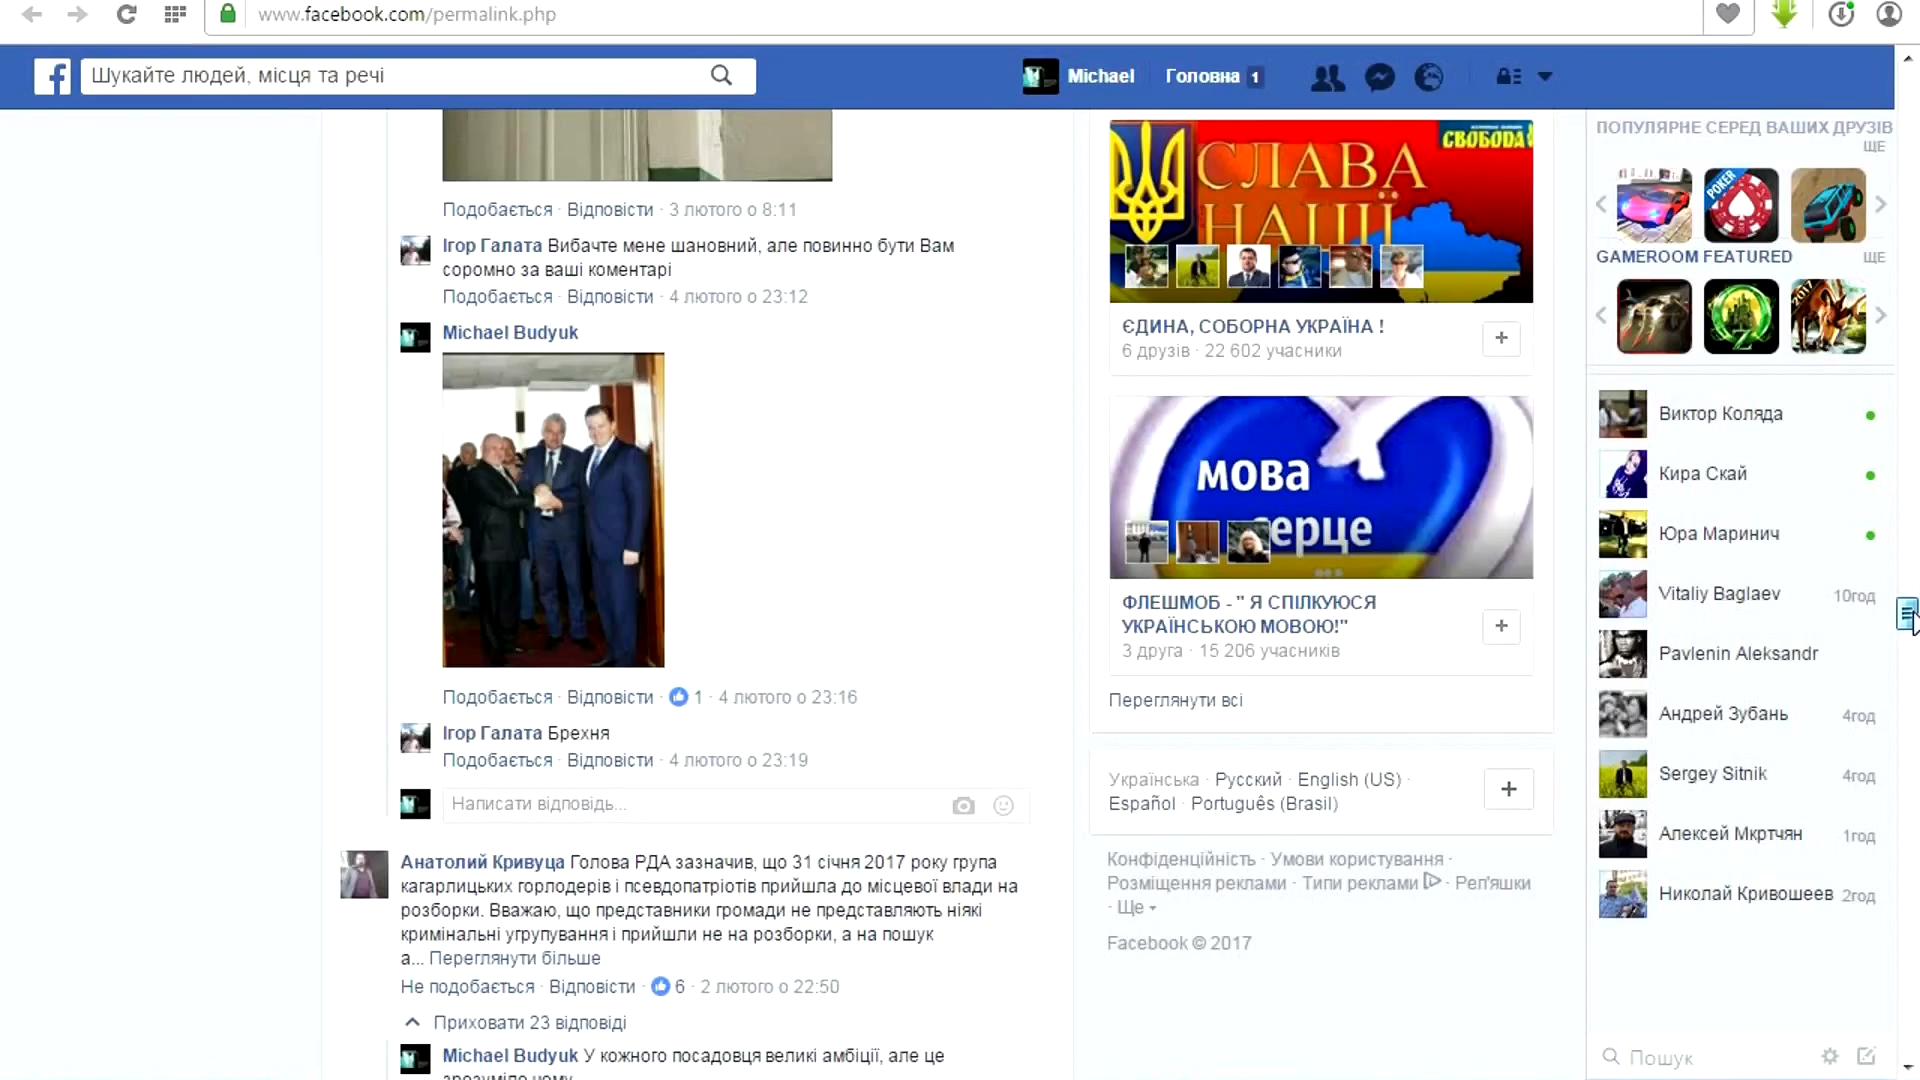 www.facebook.com/permalink.php
Шукайте людей, місця та речі
Michael
Головна 1
Подобається · Відповісти · 3 лютого о 8:11
Ігор Галата Вибачте мене шановний, але повинно бути Вам
соромно за ваші коментарі
Подобається · Відповісти · 4 лютого о 23:12
Michael Budyuk
Подобається · Відповісти · 1 · 4 лютого о 23:16
Ігор Галата Брехня
Подобається · Відповісти · 4 лютого о 23:19
Написати відповідь...
Анатолий Кривуца Голова РДА зазначив, що 31 січня 2017 року група
кагарлицьких горлодерів і псевдопатріотів прийшла до місцевої влади на
розборки. Вважаю, що представники громади не представляють ніякі
кримінальні угрупування і прийшли не на розборки, а на пошук
а... Переглянути більше
Не подобається · Відповісти · 6 · 2 лютого о 22:50
Приховати 23 відповіді
Michael Budyuk У кожного посадовця великі амбіції, але це
зрозуміло чому
СВОБОДА
СЛАВА
НАЦІЇ
ЄДИНА, СОБОРНА УКРАЇНА !
6 друзів · 22 602 учасники
мова
серце
ФЛЕШМОБ - " Я СПІЛКУЮСЯ
УКРАЇНСЬКОЮ МОВОЮ!"
3 друга · 15 206 учасників
Переглянути всі
Українська · Русский · English (US) ·
Español · Português (Brasil)
Конфіденційність · Умови користування ·
Розміщення реклами · Типи реклами · Реп'яшки
· Ще
Facebook © 2017
ПОПУЛЯРНЕ СЕРЕД ВАШИХ ДРУЗІВ
ЩЕ
POKER
GAMEROOM FEATURED
ЩЕ
OZ
2017
Виктор Коляда
Кира Скай
Юра Маринич
Vitaliy Baglaev 10год
Pavlenin Aleksandr
Андрей Зубань 4год
Sergey Sitnik 4год
Алексей Мкртчян 1год
Николай Кривошеев 2год
Пошук